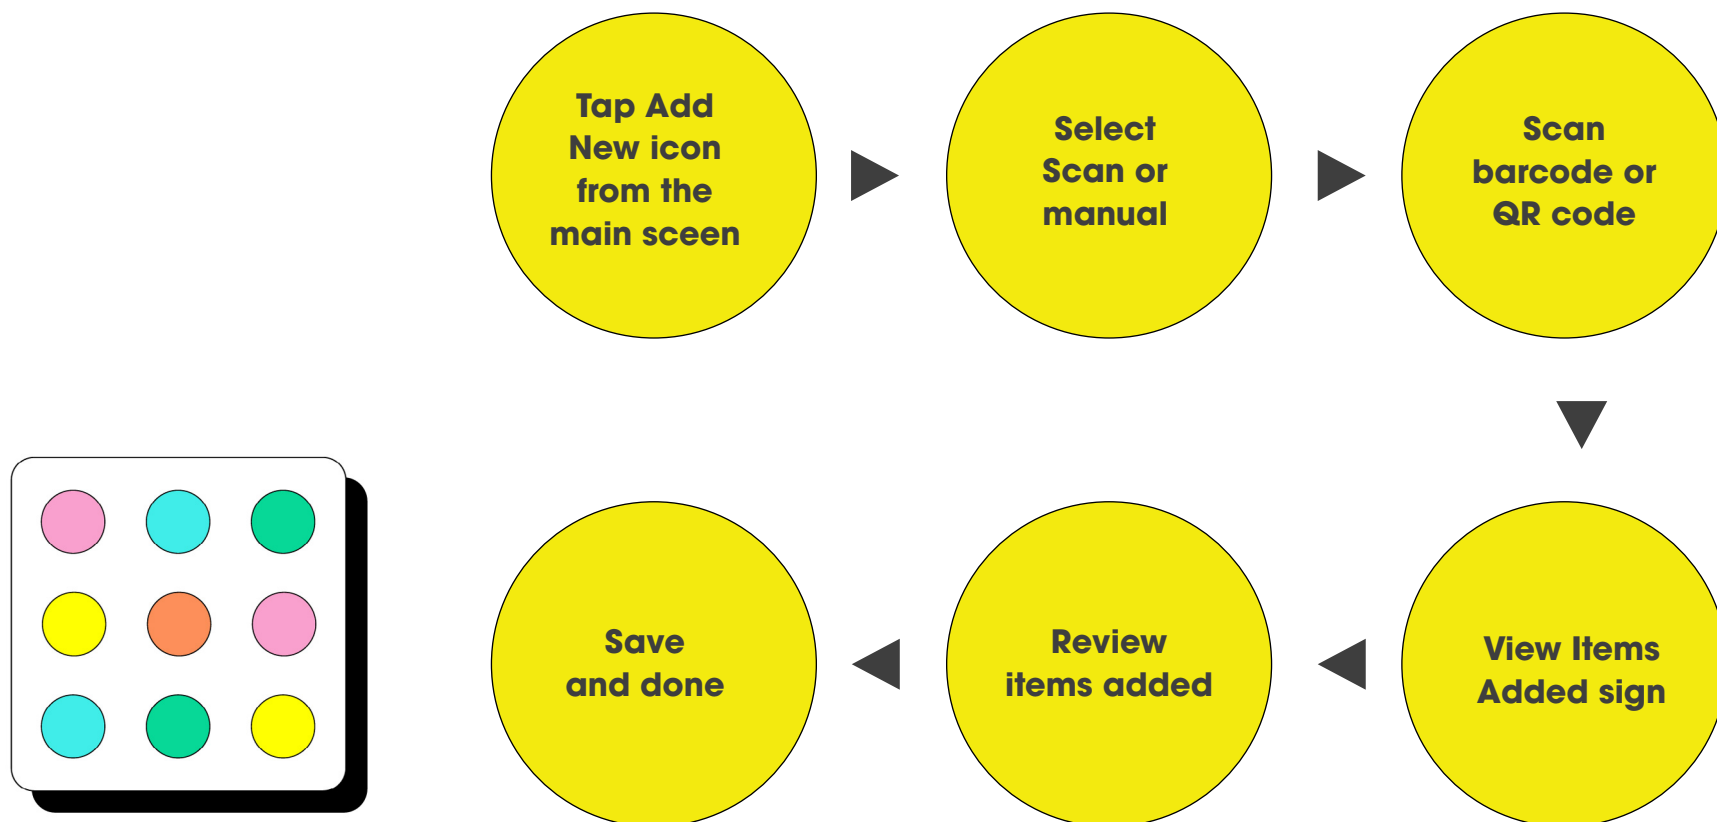 Tap Add
New icon
from the
main sceen
Select
Scan or
manual
Scan
barcode or
QR code
View Items
Added sign
Review
items added
Save
and done